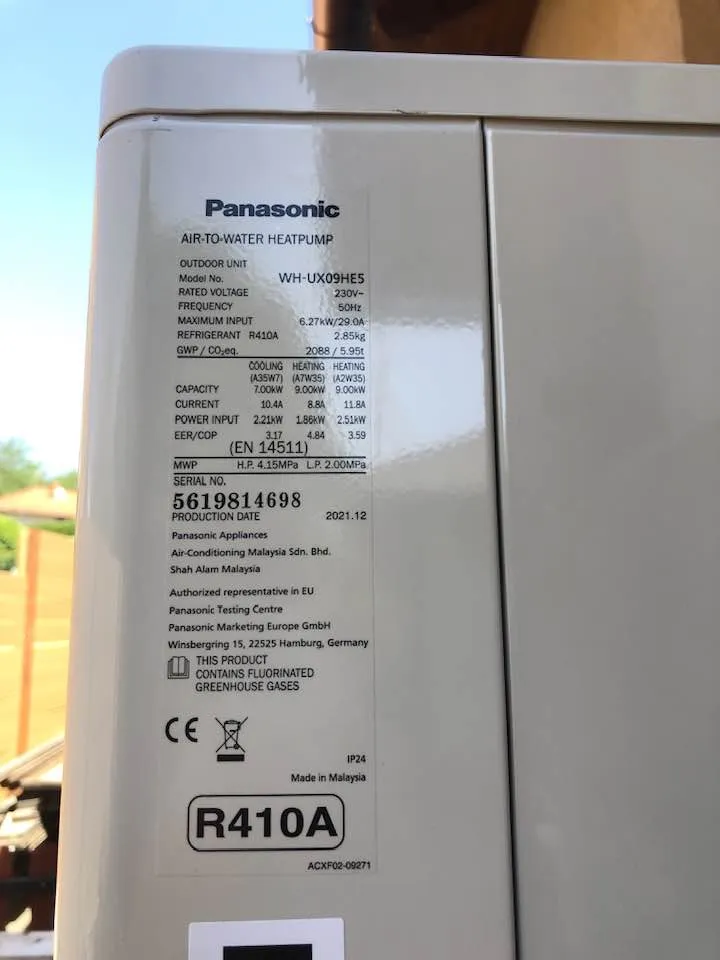 Panasonic
AIR-TO-WATER HEATPUMP
OUTDOOR UNIT
Model No. WH-UX09HE5
RATED VOLTAGE 230V~
FREQUENCY 50Hz
MAXIMUM INPUT 6.27kW/29.0A
REFRIGERANT R410A 2.85kg
GWP / CO₂eq. 2088 / 5.95t
COOLING HEATING HEATING
(A35W7) (A7W35) (A2W35)
CAPACITY 7.00kW 9.00kW 9.00kW
CURRENT 10.4A 8.8A 11.8A
POWER INPUT 2.21kW 1.86kW 2.51kW
EER/COP 3.17 4.84 3.59
(EN 14511)
MWP H.P. 4.15MPa L.P. 2.00MPa
SERIAL NO.
5619814698
PRODUCTION DATE 2021.12
Panasonic Appliances
Air-Conditioning Malaysia Sdn. Bhd.
Shah Alam Malaysia
Authorized representative in EU
Panasonic Testing Centre
Panasonic Marketing Europe GmbH
Winsbergring 15, 22525 Hamburg, Germany
THIS PRODUCT
CONTAINS FLUORINATED
GREENHOUSE GASES
CE
IP24
Made in Malaysia
R410A
ACXF02-09271